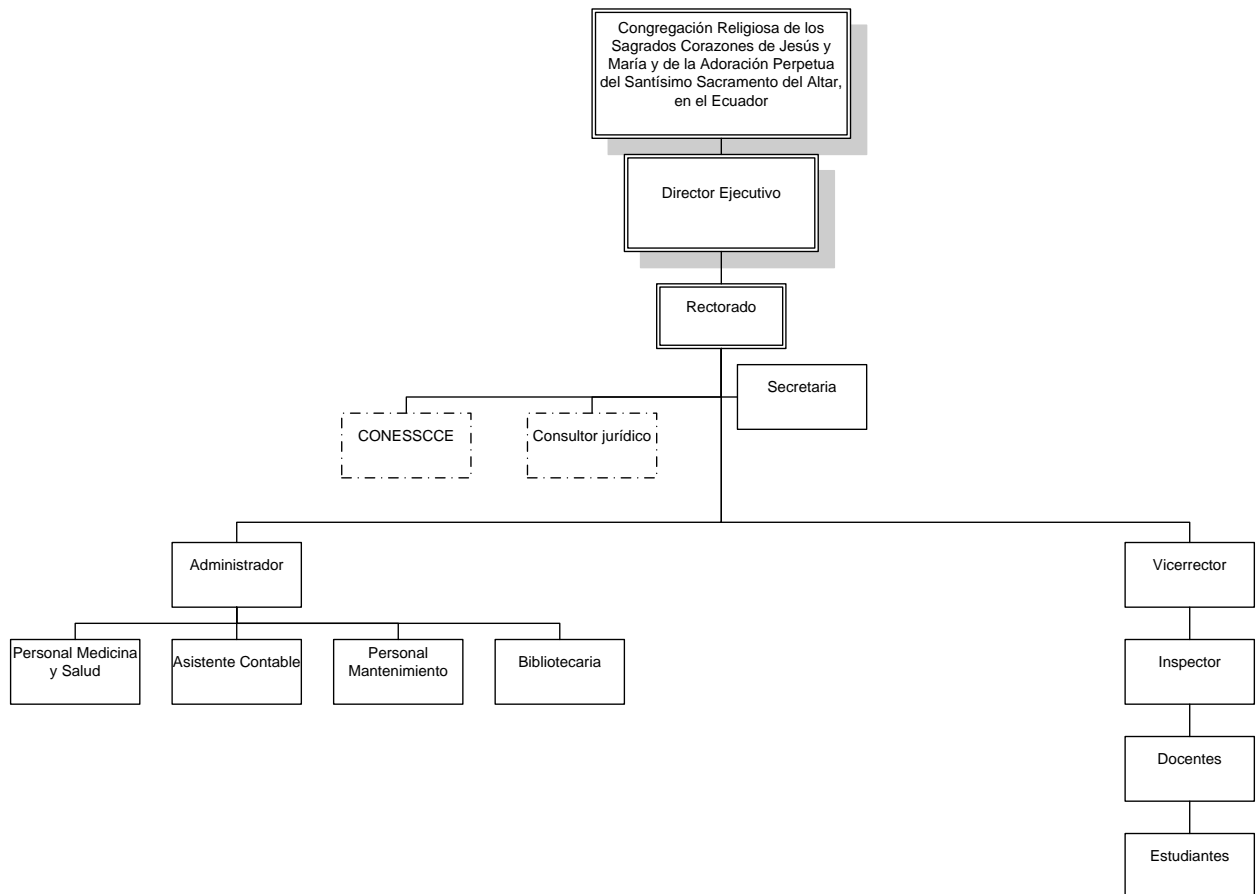 Congregación Religiosa de los
Sagrados Corazones de Jesús y
María y de la Adoración Perpetua
del Santísimo Sacramento del Altar,
en el Ecuador
Director Ejecutivo
Rectorado
Secretaria
CONESSCCE
Consultor jurídico
Administrador
Vicerrector
Personal Medicina
y Salud
Asistente Contable
Personal
Mantenimiento
Bibliotecaria
Inspector
Docentes
Estudiantes